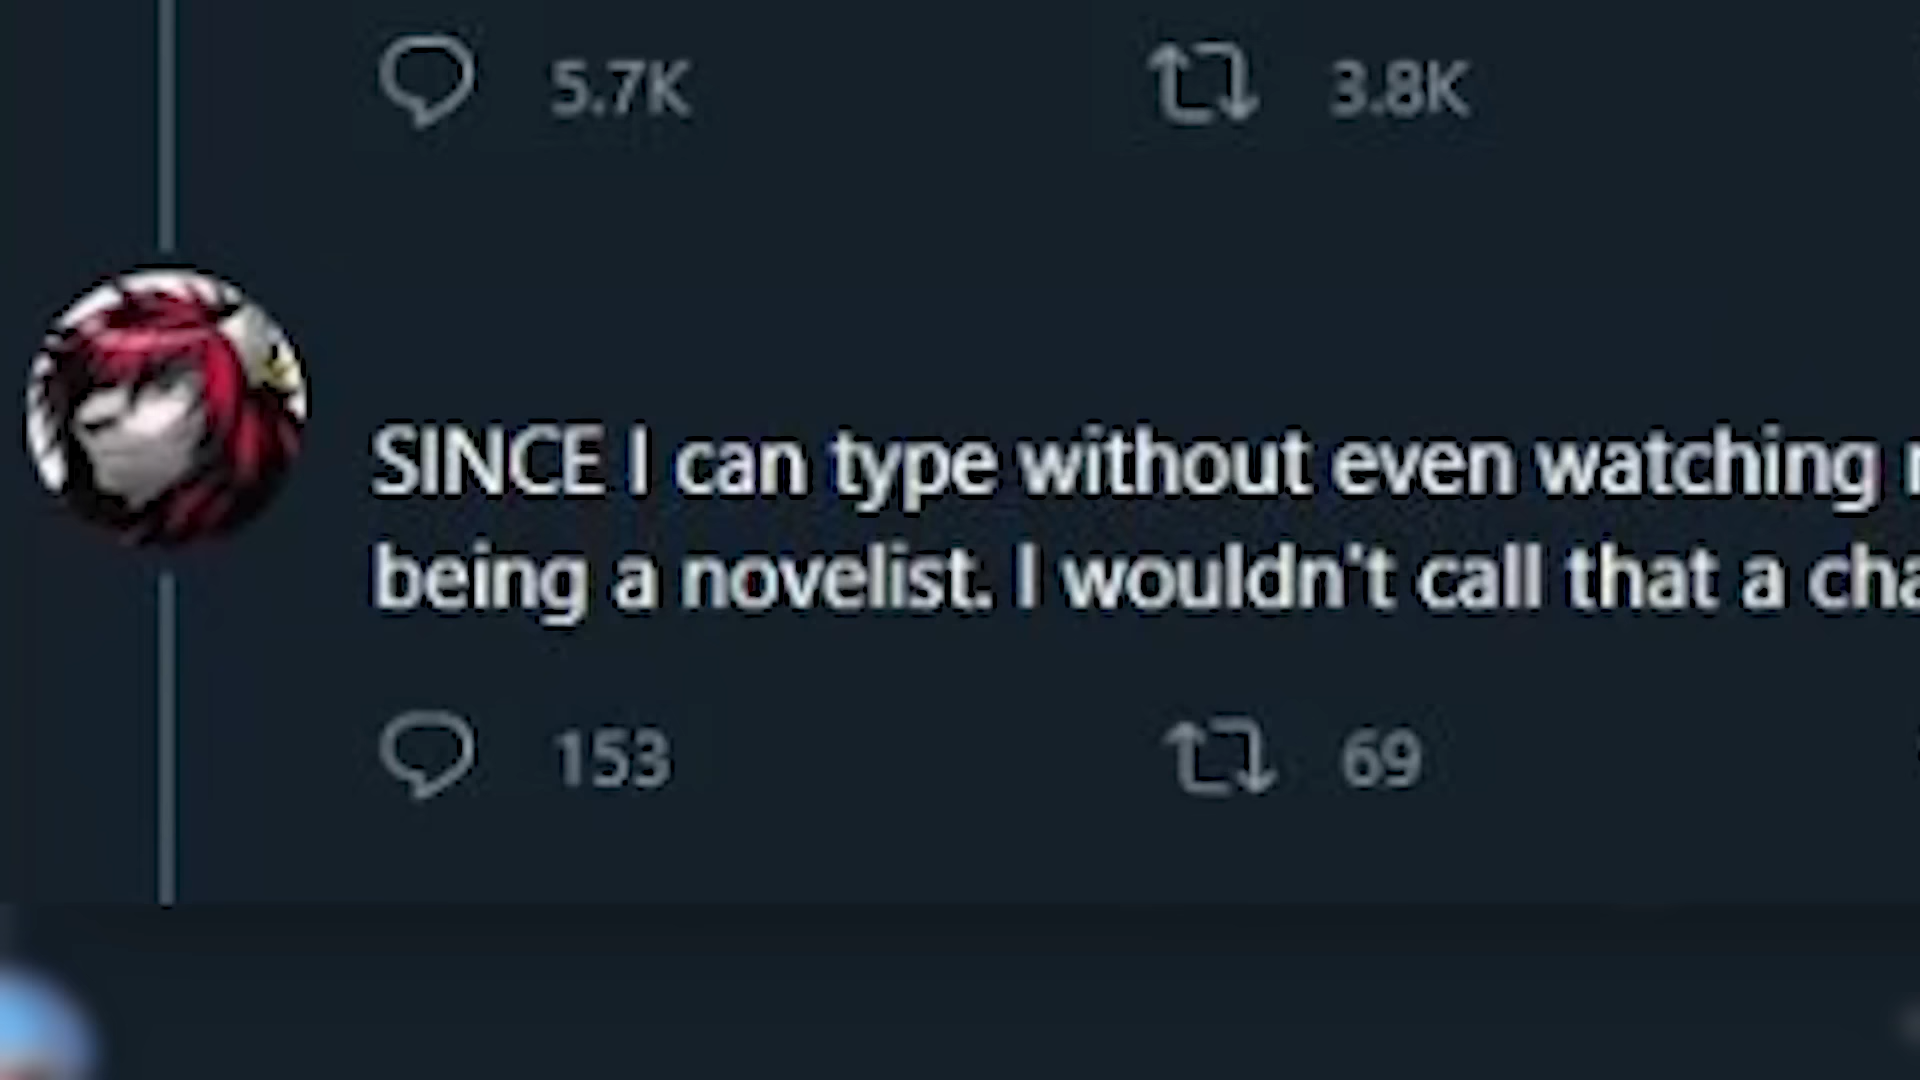 5.7K 3.8K
SINCE I can type without even watching
being a novelist. I wouldn't call that a
153 69